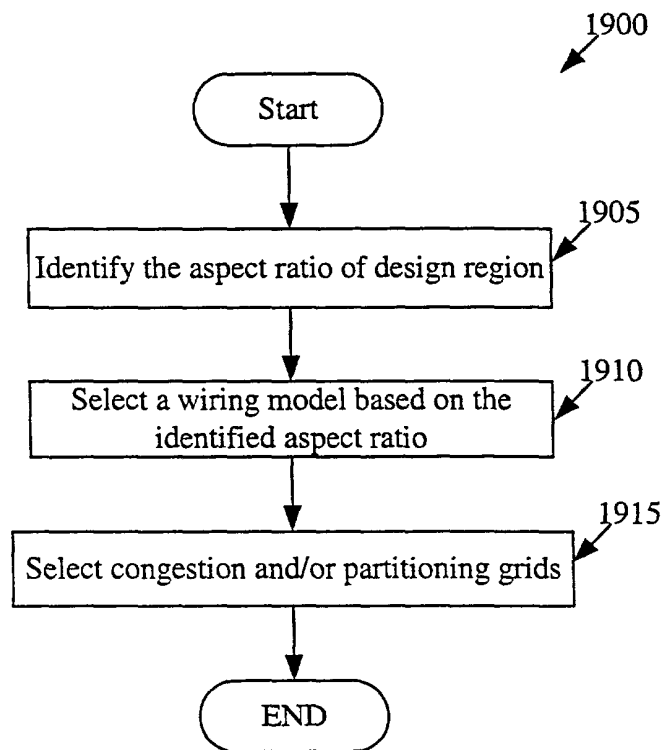 1900
Start
1905
Identify the aspect ratio of design region
1910
Select a wiring model based on the
identified aspect ratio
1915
Select congestion and/or partitioning grids
END